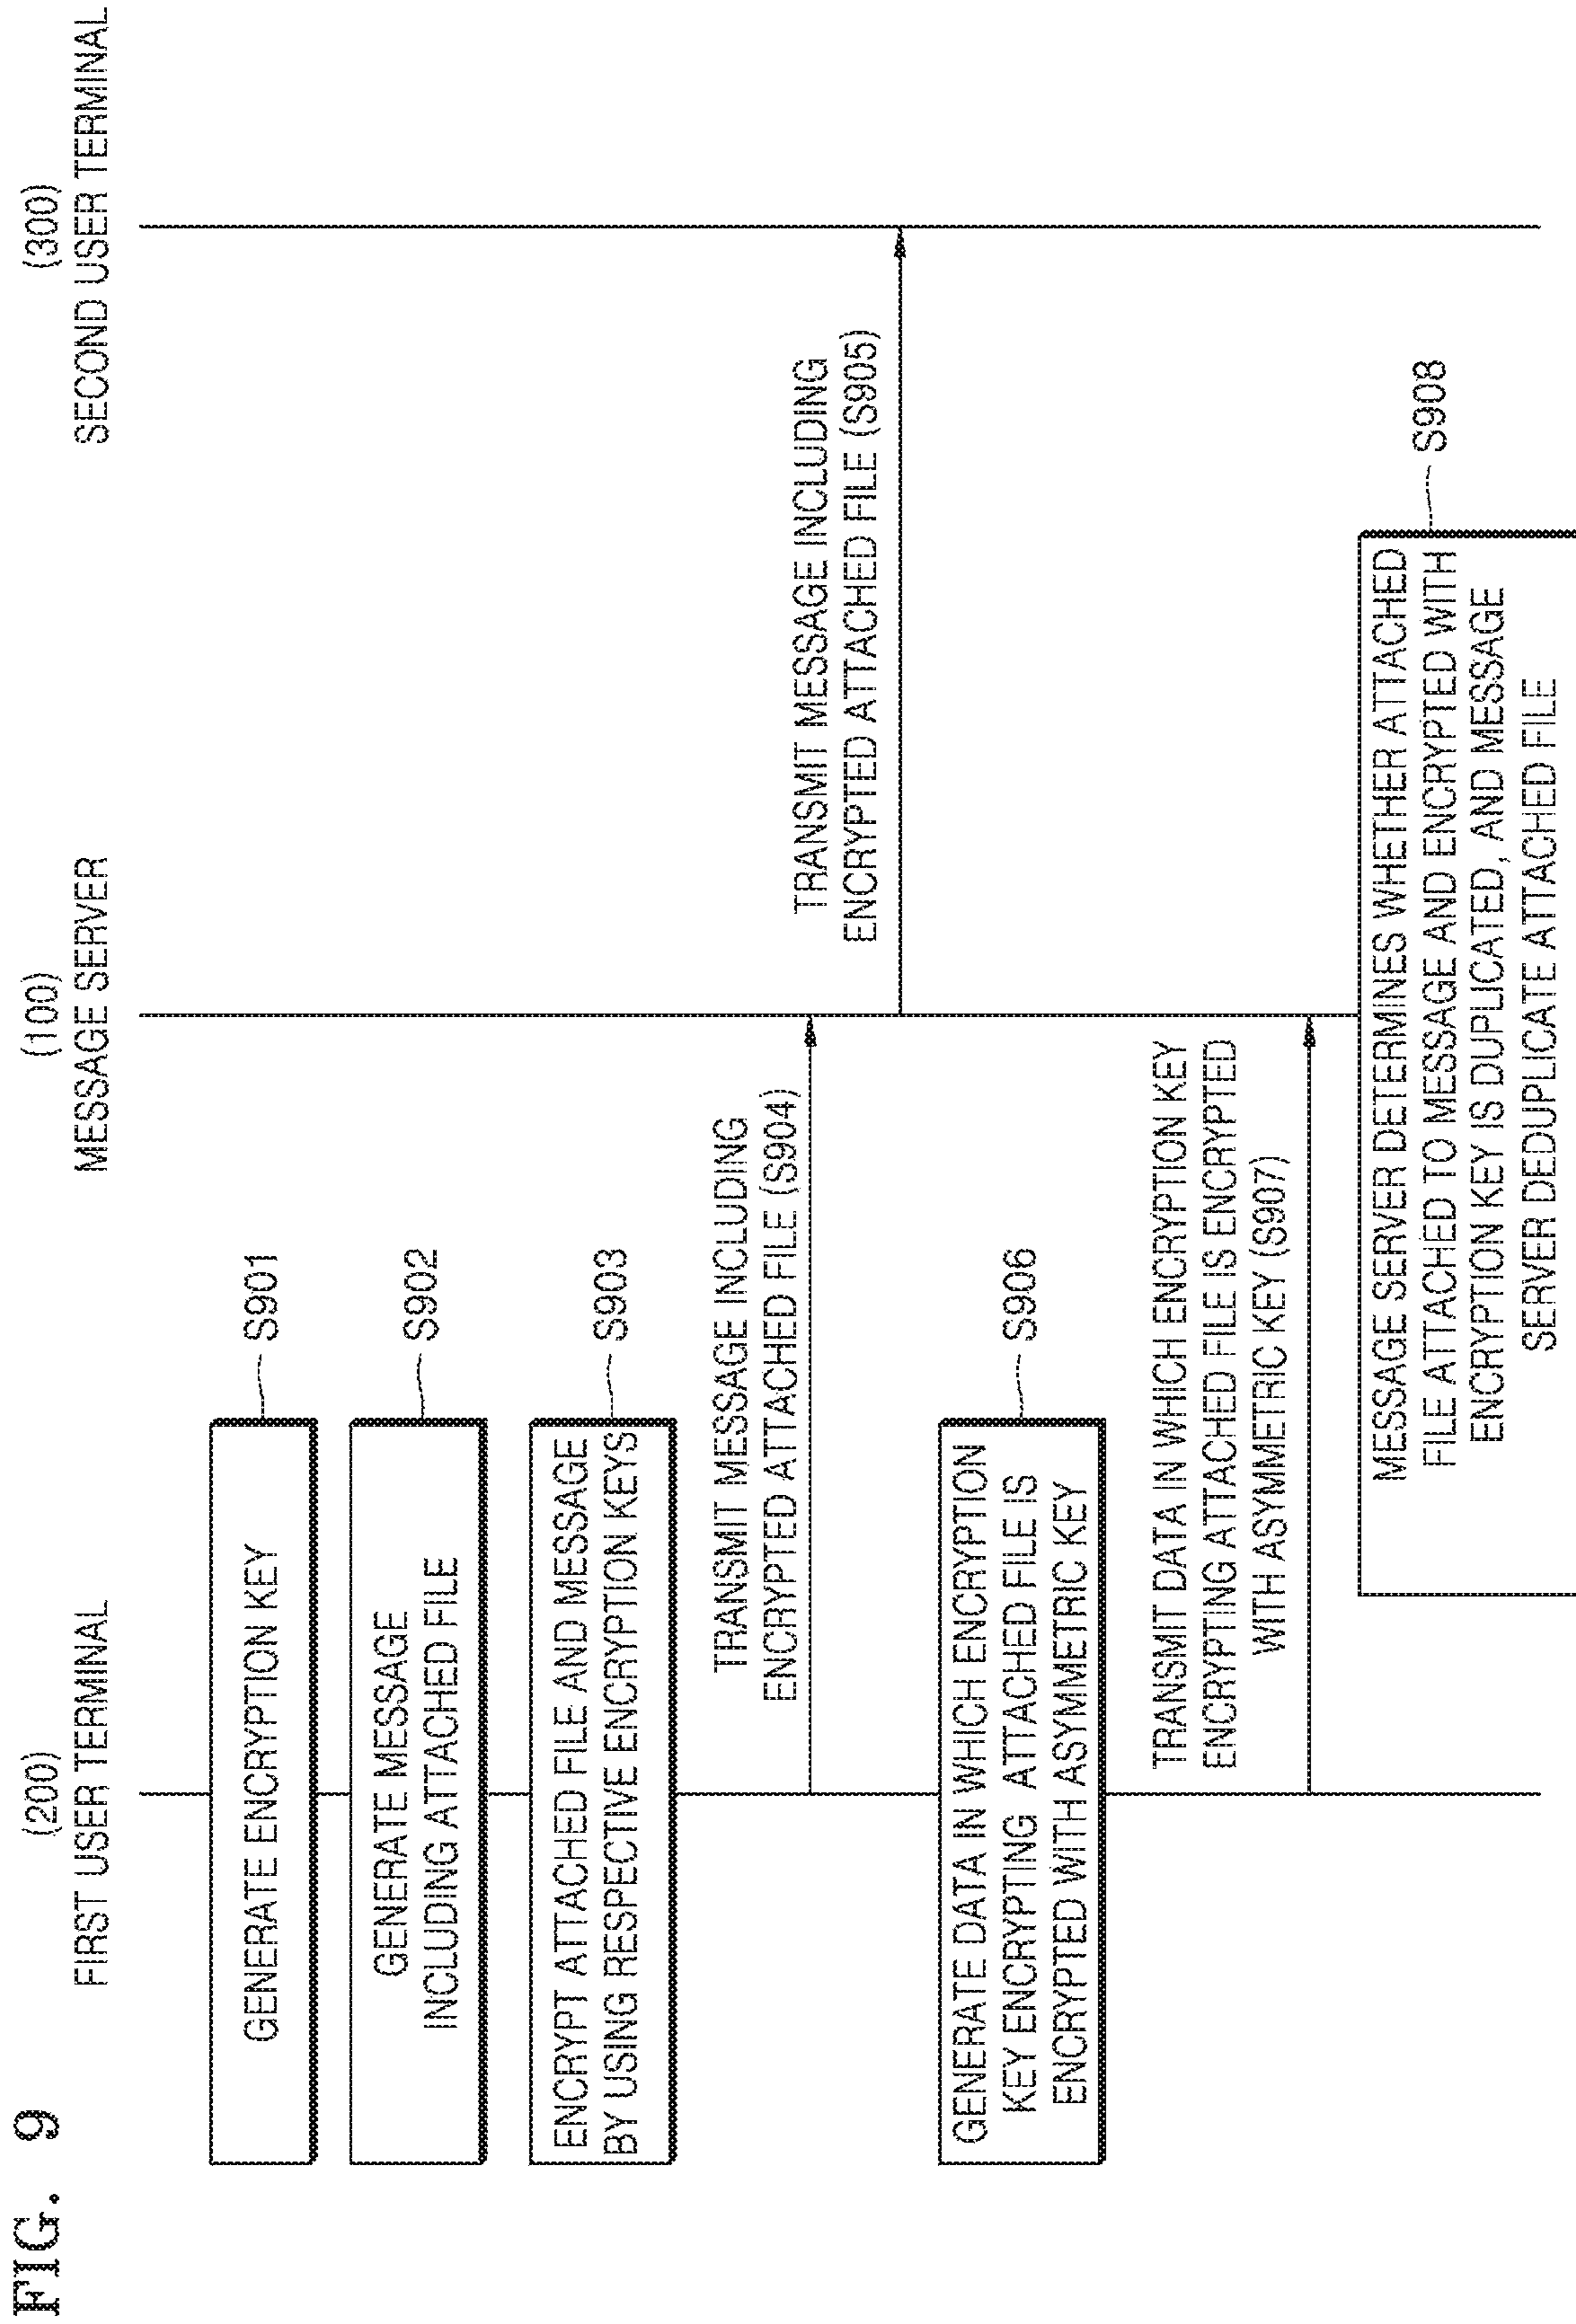 FIG. 9
(200)
FIRST USER TERMINAL
(100)
MESSAGE SERVER
(300)
SECOND USER TERMINAL
GENERATE ENCRYPTION KEY
S901
GENERATE MESSAGE
INCLUDING ATTACHED FILE
S902
ENCRYPT ATTACHED FILE AND MESSAGE
BY USING RESPECTIVE ENCRYPTION KEYS
S903
TRANSMIT MESSAGE INCLUDING
ENCRYPTED ATTACHED FILE (S904)
TRANSMIT MESSAGE INCLUDING
ENCRYPTED ATTACHED FILE (S905)
GENERATE DATA IN WHICH ENCRYPTION
KEY ENCRYPTING ATTACHED FILE IS
ENCRYPTED WITH ASYMMETRIC KEY
S906
TRANSMIT DATA IN WHICH ENCRYPTION KEY
ENCRYPTING ATTACHED FILE IS ENCRYPTED
WITH ASYMMETRIC KEY (S907)
MESSAGE SERVER DETERMINES WHETHER ATTACHED
FILE ATTACHED TO MESSAGE AND ENCRYPTED WITH
ENCRYPTION KEY IS DUPLICATED, AND MESSAGE
SERVER DEDUPLICATE ATTACHED FILE
S908